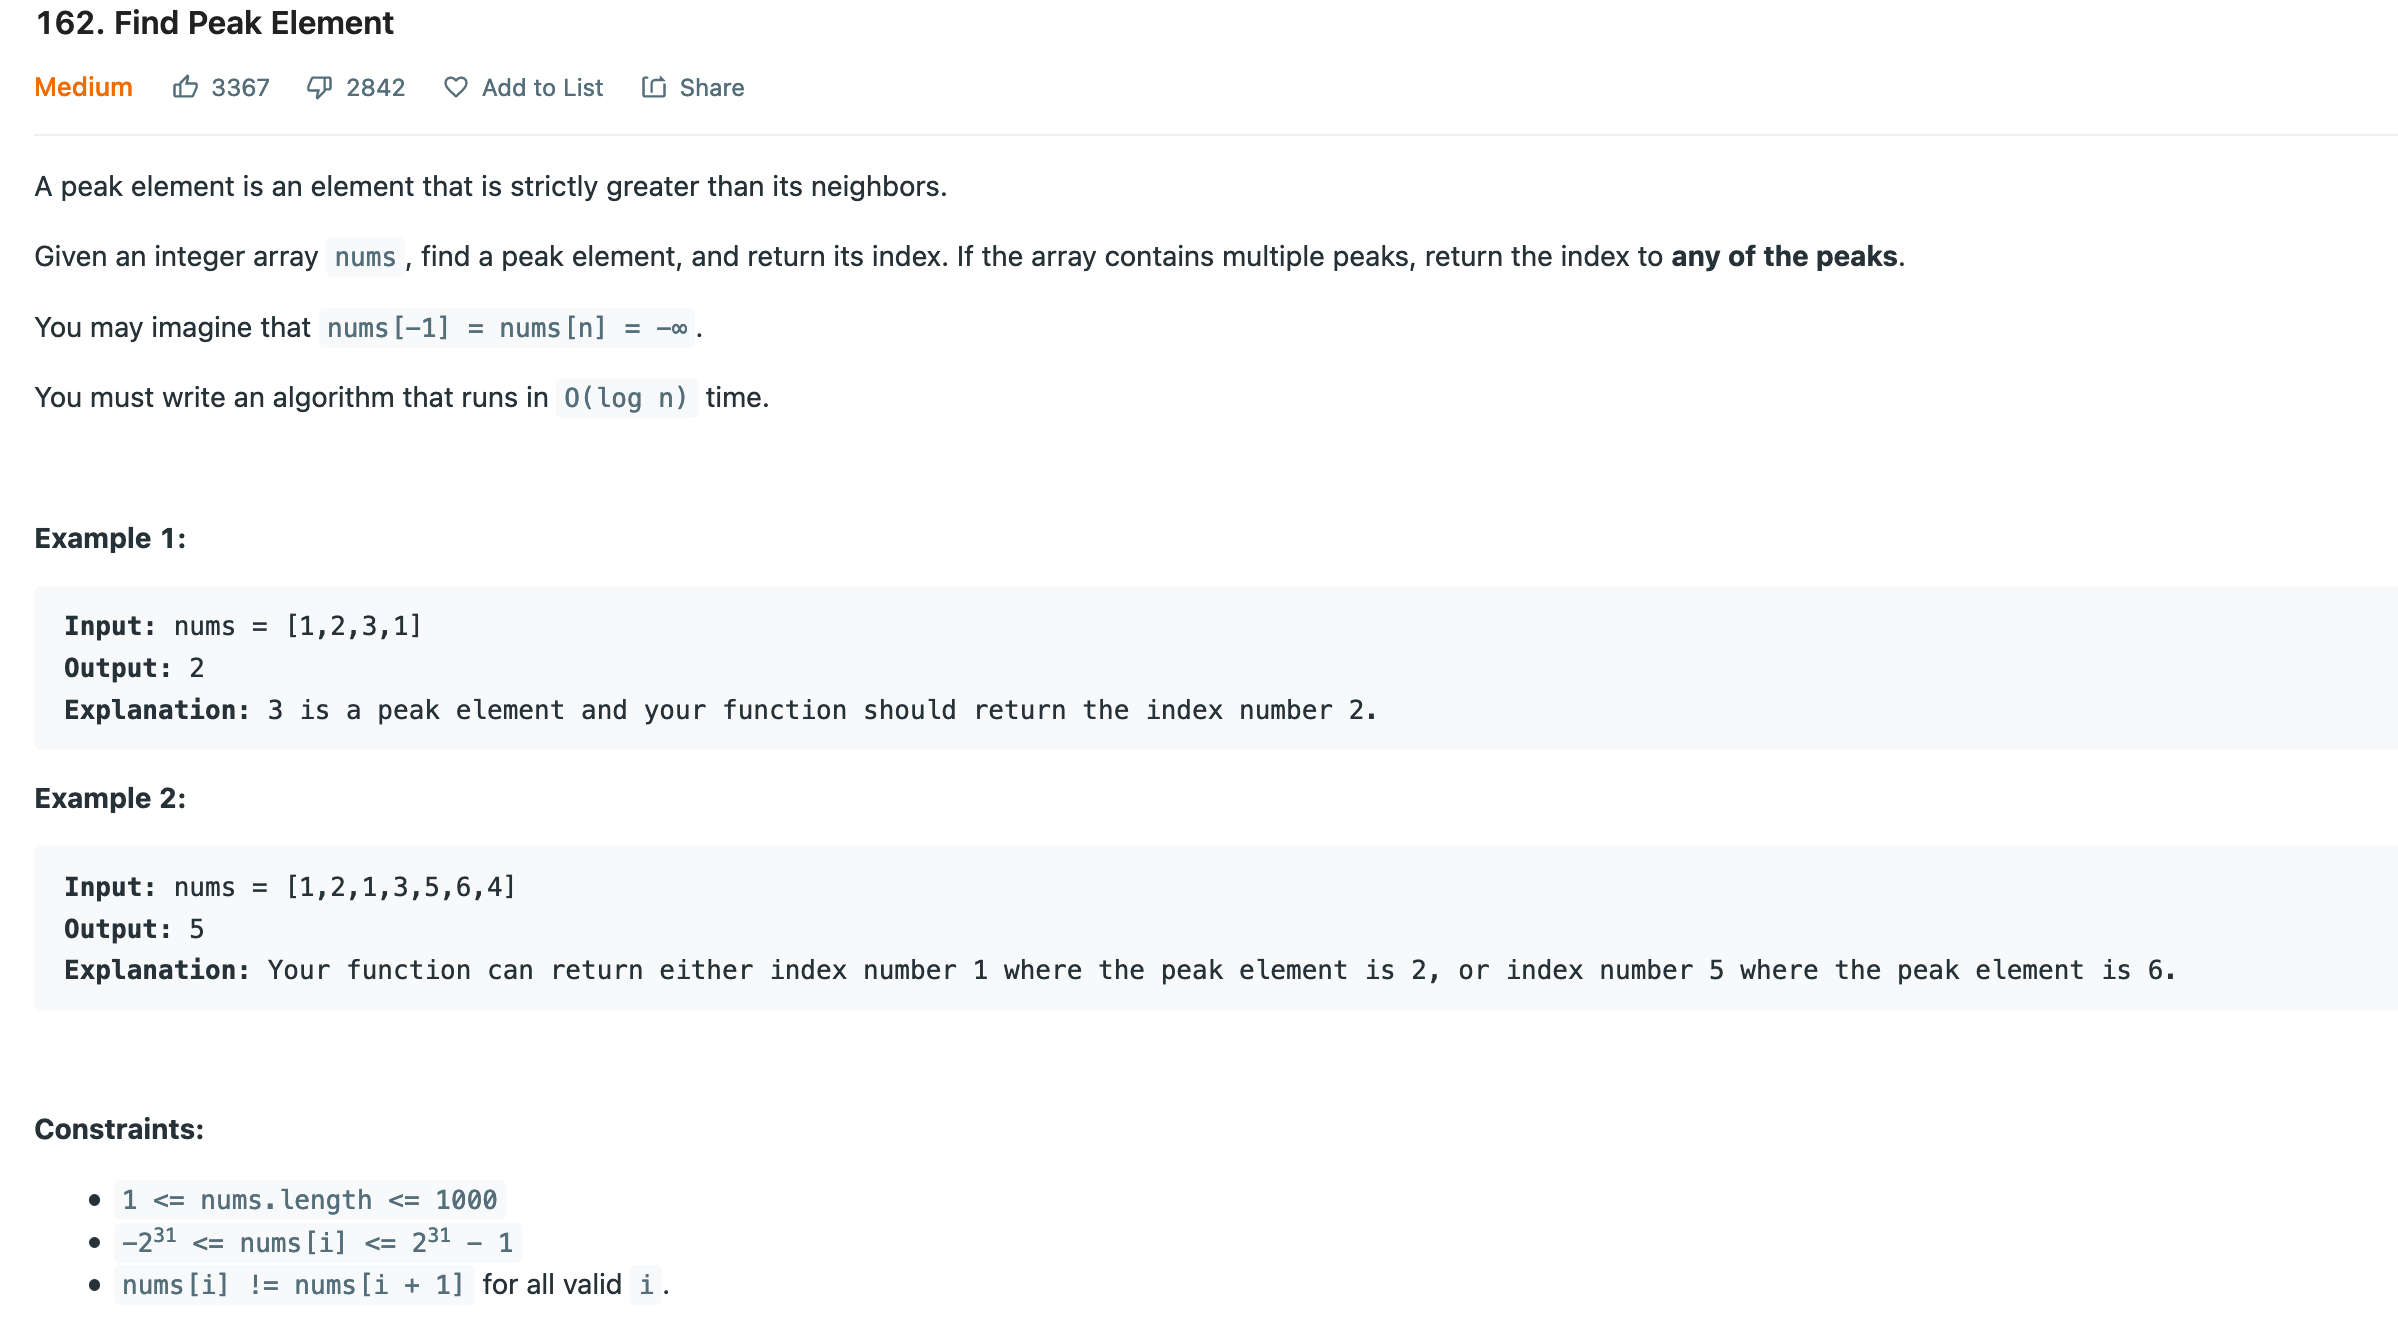 162. Find Peak Element
Medium 3367 2842 Add to List Share
A peak element is an element that is strictly greater than its neighbors.
Given an integer array nums, find a peak element, and return its index. If the array contains multiple peaks, return the index to any of the peaks.
You may imagine that nums[-1] = nums[n] = -∞.
You must write an algorithm that runs in O(log n) time.
Example 1:
Input: nums = [1,2,3,1]
Output: 2
Explanation: 3 is a peak element and your function should return the index number 2.
Example 2:
Input: nums = [1,2,1,3,5,6,4]
Output: 5
Explanation: Your function can return either index number 1 where the peak element is 2, or index number 5 where the peak element is 6.
Constraints:
• 1 <= nums.length <= 1000
• -2³¹ <= nums[i] <= 2³¹ - 1
• nums[i] != nums[i + 1] for all valid i.